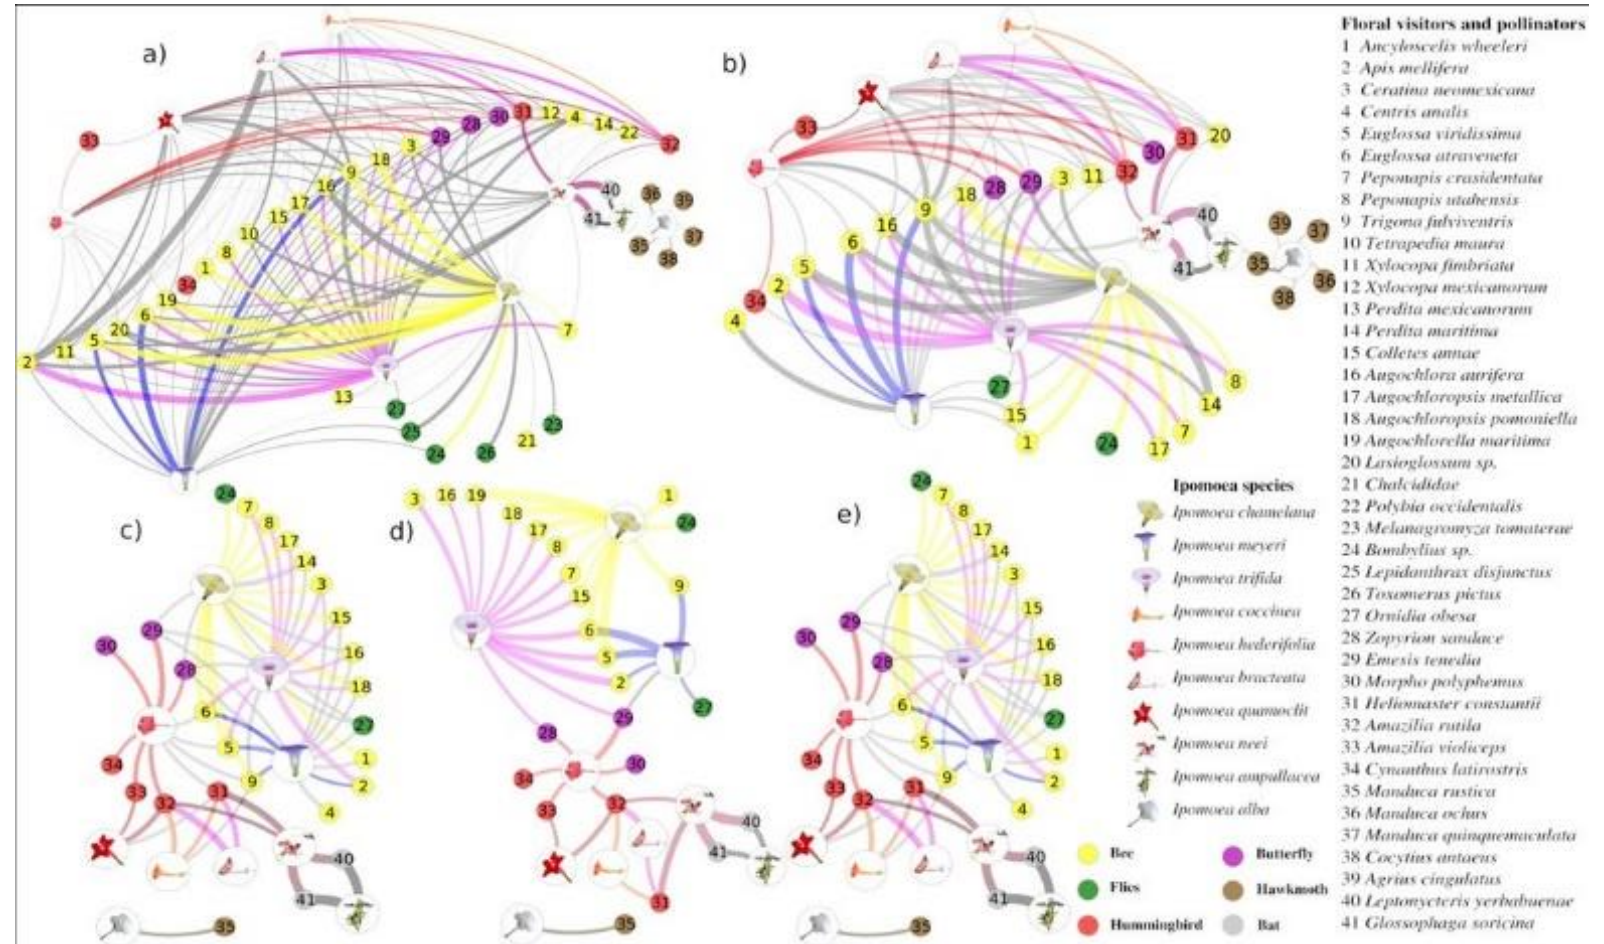 a)
b)
c)
d)
e)
Floral visitors and pollinators
1 Ancyloscelis wheeleri
2 Apis mellifera
3 Ceratina neomexicana
4 Centris analis
5 Euglossa viridissima
6 Euglossa atraveneta
7 Peponapis crasidentata
8 Peponapis utahensis
9 Trigona fulviventris
10 Tetrapedia maura
11 Xylocopa fimbriata
12 Xylocopa mexicanorum
13 Perdita mexicanorum
14 Perdita maritima
15 Colletes annae
16 Augochlora aurifera
17 Augochloropsis metallica
18 Augochloropsis pomoniella
19 Augochlorella maritima
20 Lasioglossum sp.
21 Chalcididae
22 Polybia occidentalis
23 Melanagromyza tomaterae
24 Bombylius sp.
25 Lepidanthrax disjunctus
26 Toxomerus pictus
27 Ornidia obesa
28 Zopyrion sandace
29 Emesis tenedia
30 Morpho polyphemus
31 Heliomaster constantii
32 Amazilia rutila
33 Amazilia violiceps
34 Cynanthus latirostris
35 Manduca rustica
36 Manduca ochus
37 Manduca quinquemaculata
38 Cocytius antaeus
39 Agrius cingulatus
40 Leptonycteris yerbabuenae
41 Glossophaga soricina
Ipomoea species
Ipomoea chamelana
Ipomoea meyeri
Ipomoea trifida
Ipomoea coccinea
Ipomoea hederifolia
Ipomoea bracteata
Ipomoea quamoclit
Ipomoea neei
Ipomoea ampullacea
Ipomoea alba
Bee
Butterfly
Flies
Hawkmoth
Hummingbird
Bat